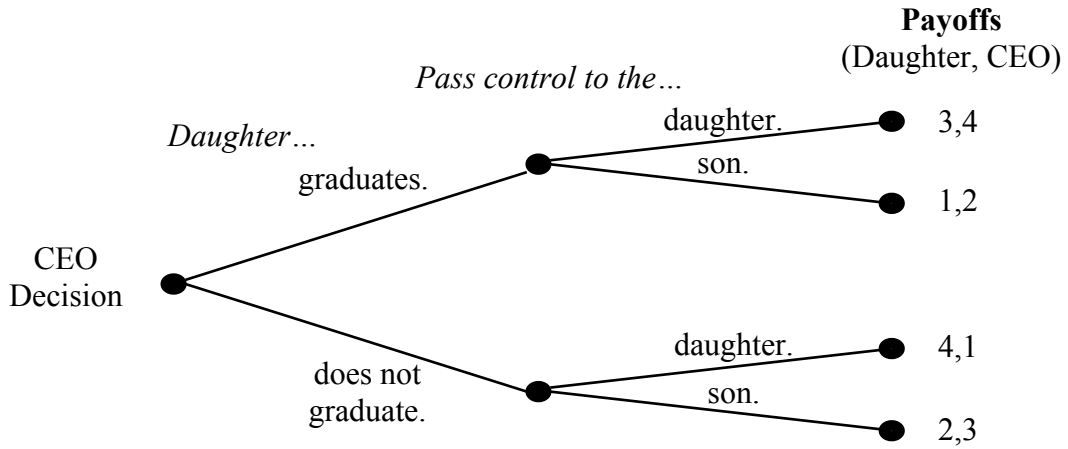 Payoffs
(Daughter, CEO)
Pass control to the…
daughter.
3,4
Daughter…
son.
graduates.
1,2
CEO
Decision
daughter.
4,1
does not
graduate.
son.
2,3